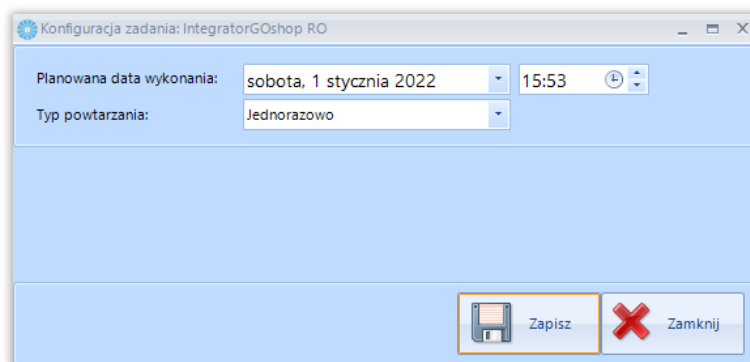 Konfiguracja zadania: IntegratorGOshop RO
Planowana data wykonania: sobota, 1 stycznia 2022 15:53
Typ powtarzania: Jednorazowo
Zapisz Zamknij